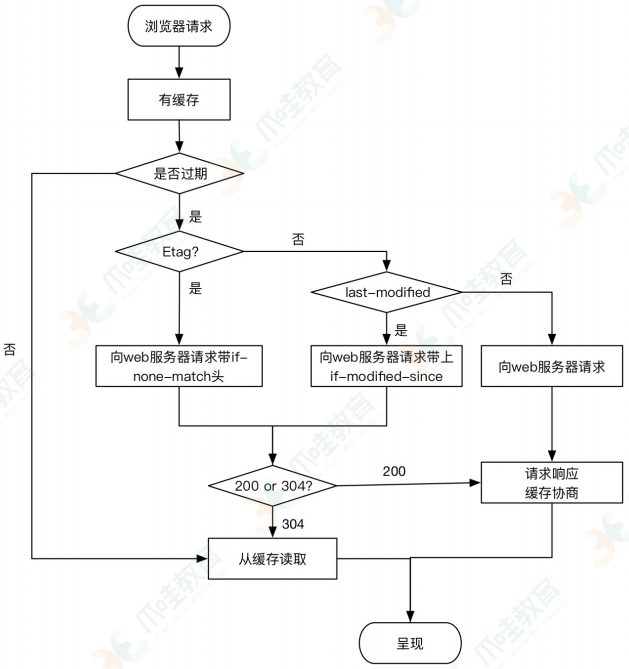 浏览器请求
有缓存
是否过期
是
Etag?
否
是
last-modified
否
是
否
向web服务器请求带if-
none-match头
向web服务器请求带上
if-modified-since
向web服务器请求
200 or 304?
200
请求响应
缓存协商
304
从缓存读取
呈现